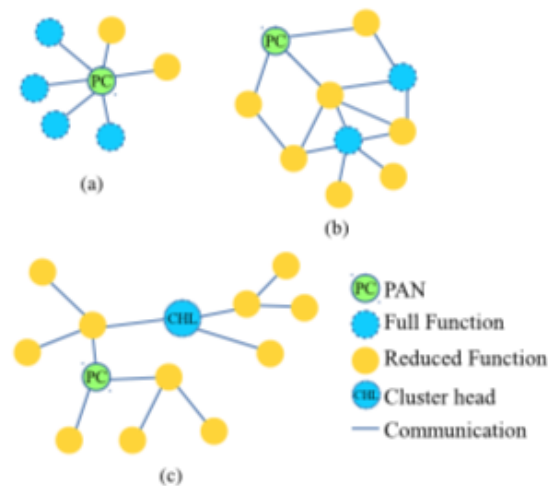 PC
(a)
PC
(b)
CHL
PC
(c)
PC PAN
Full Function
Reduced Function
CHL Cluster head
Communication